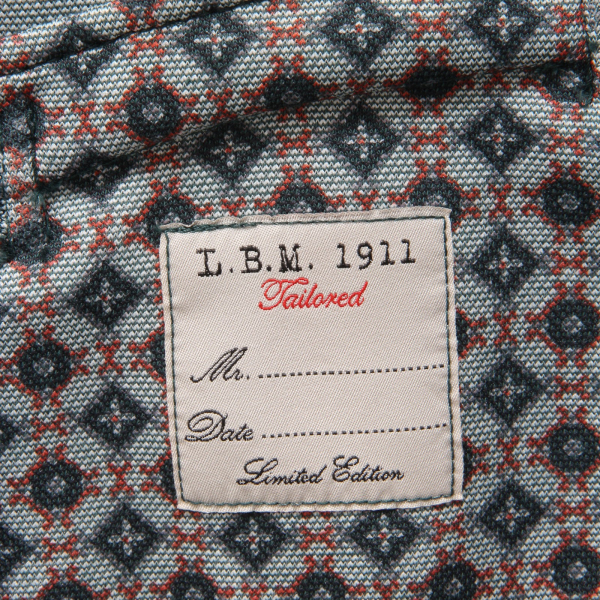 L.B.M. 1911
Tailored
Mr. ........................................
Date ........................................
Limited Edition